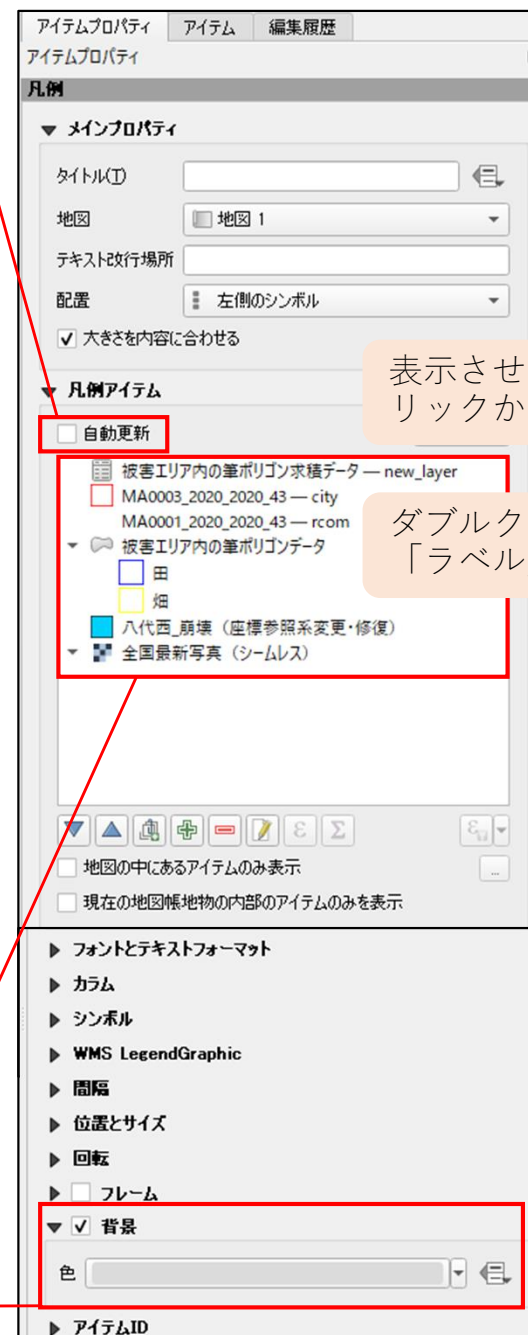 アイテムプロパティ アイテム 編集履歴
アイテムプロパティ
凡例
メインプロパティ
タイトル(T)
地図 地図 1
テキスト改行場所
配置 左側のシンボル
大きさを内容に合わせる
凡例アイテム
表示させ
リックか
自動更新
被害エリア内の筆ポリゴン求積データ — new_layer
MA0003_2020_2020_43 — city
MA0001_2020_2020_43 — rcom
ダブルク
「ラベル
被害エリア内の筆ポリゴンデータ
田
畑
八代西_崩壊（座標参照系変更・修復）
全国最新写真（シームレス）
地図の中にあるアイテムのみ表示
...
現在の地図帳地物の内部のアイテムのみを表示
フォントとテキストフォーマット
カラム
シンボル
WMS LegendGraphic
間隔
位置とサイズ
回転
フレーム
背景
色
アイテムID